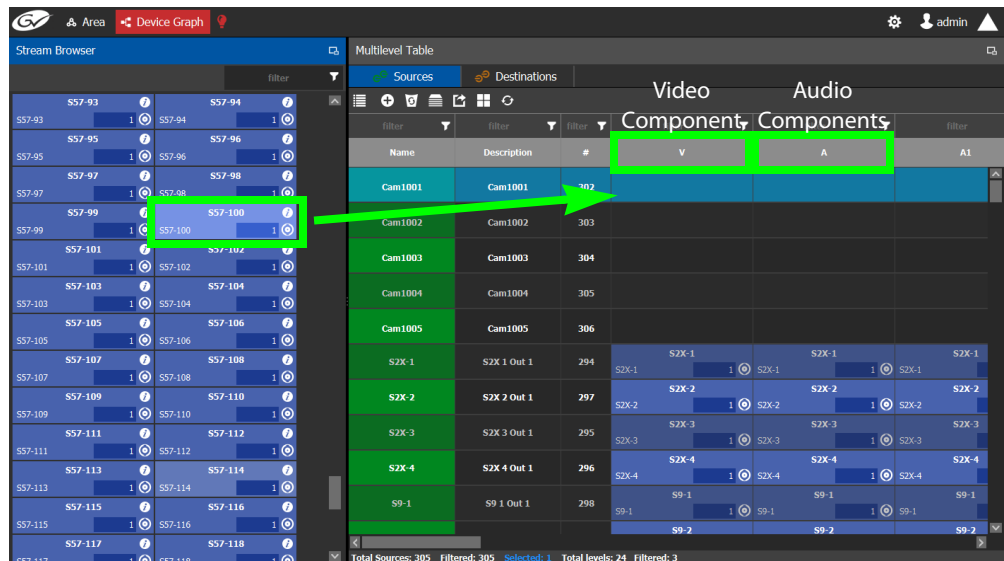 GV Area Device Graph admin
Stream Browser
filter
S57-93 S57-94
S57-93 1 S57-94 1
S57-95 S57-96
S57-95 1 S57-96 1
S57-97 S57-98
S57-97 1 S57-98 1
S57-99 S57-100
S57-99 1 S57-100 1
S57-101 S57-102
S57-101 1 S57-102 1
S57-103 S57-104
S57-103 1 S57-104 1
S57-105 S57-106
S57-105 1 S57-106 1
S57-107 S57-108
S57-107 1 S57-108 1
S57-109 S57-110
S57-109 1 S57-110 1
S57-111 S57-112
S57-111 1 S57-112 1
S57-113 S57-114
S57-113 1 S57-114 1
S57-115 S57-116
S57-115 1 S57-116 1
S57-117 S57-118
S57-117 1 S57-118 1
Multilevel Table
Sources Destinations
Video Component
Audio Components
filter filter filter filter
Name Description # V A A1
Cam1001 Cam1001 302
Cam1002 Cam1002 303
Cam1003 Cam1003 304
Cam1004 Cam1004 305
Cam1005 Cam1005 306
S2X-1 S2X 1 Out 1 294 S2X-1 S2X-1 S2X-1
S2X-1 1 S2X-1 1 S2X-1
S2X-2 S2X 2 Out 1 297 S2X-2 S2X-2 S2X-2
S2X-2 1 S2X-2 1 S2X-2
S2X-3 S2X 3 Out 1 295 S2X-3 S2X-3 S2X-3
S2X-3 1 S2X-3 1 S2X-3
S2X-4 S2X 4 Out 1 296 S2X-4 S2X-4 S2X-4
S2X-4 1 S2X-4 1 S2X-4
S9-1 S9 1 Out 1 298 S9-1 S9-1 S9-1
S9-1 1 S9-1 1 S9-1
S9-2 S9-2 S9-2
Total Sources: 305 Filtered: 305 Selected: 1 Total levels: 24 Filtered: 3